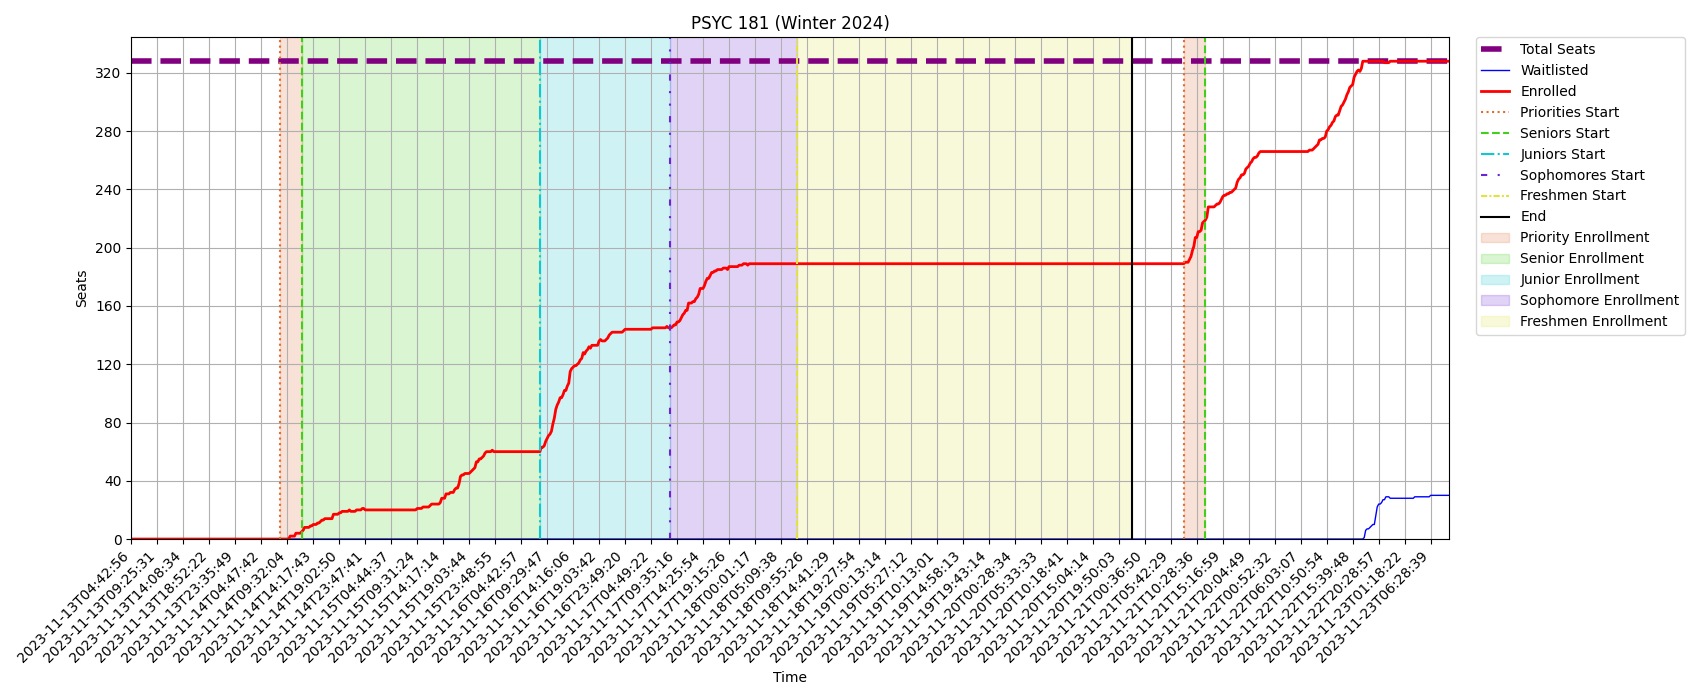 PSYC 181 (Winter 2024)
Seats
320
280
240
200
160
120
80
40
0
2023-11-13T04:42:56
2023-11-13T09:25:31
2023-11-13T14:08:34
2023-11-13T18:52:22
2023-11-13T23:35:49
2023-11-14T04:47:42
2023-11-14T09:32:04
2023-11-14T14:17:43
2023-11-14T19:02:50
2023-11-14T23:47:41
2023-11-15T04:44:37
2023-11-15T09:31:24
2023-11-15T14:17:14
2023-11-15T19:03:44
2023-11-15T23:48:55
2023-11-16T04:42:57
2023-11-16T09:29:47
2023-11-16T14:16:06
2023-11-16T19:03:42
2023-11-16T23:49:20
2023-11-17T04:49:22
2023-11-17T09:35:16
2023-11-17T14:25:54
2023-11-17T19:15:26
2023-11-18T00:01:17
2023-11-18T05:09:38
2023-11-18T09:55:26
2023-11-18T14:41:29
2023-11-18T19:27:54
2023-11-19T00:13:14
2023-11-19T05:27:12
2023-11-19T10:13:01
2023-11-19T14:58:13
2023-11-19T19:43:14
2023-11-20T00:28:34
2023-11-20T05:33:33
2023-11-20T10:18:41
2023-11-20T15:04:14
2023-11-20T19:50:03
2023-11-21T00:36:50
2023-11-21T05:42:29
2023-11-21T10:28:36
2023-11-21T15:16:59
2023-11-21T20:04:49
2023-11-22T00:52:32
2023-11-22T06:03:07
2023-11-22T10:50:54
2023-11-22T15:39:48
2023-11-22T20:28:57
2023-11-23T01:18:22
2023-11-23T06:28:39
Time
Total Seats
Waitlisted
Enrolled
Priorities Start
Seniors Start
Juniors Start
Sophomores Start
Freshmen Start
End
Priority Enrollment
Senior Enrollment
Junior Enrollment
Sophomore Enrollment
Freshmen Enrollment